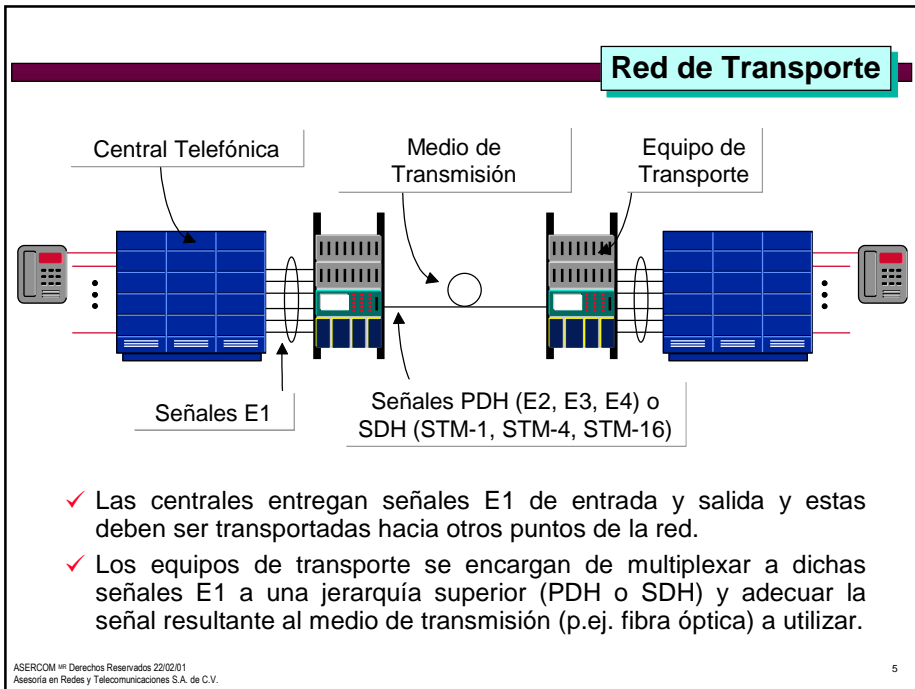 Red de Transporte
Central Telefónica
Medio de
Transmisión
Equipo de
Transporte
Señales E1
Señales PDH (E2, E3, E4) o
SDH (STM-1, STM-4, STM-16)
✓ Las centrales entregan señales E1 de entrada y salida y estas
deben ser transportadas hacia otros puntos de la red.
✓ Los equipos de transporte se encargan de multiplexar a dichas
señales E1 a una jerarquía superior (PDH o SDH) y adecuar la
señal resultante al medio de transmisión (p.ej. fibra óptica) a utilizar.
ASERCOM MR Derechos Reservados 22/02/01
Asesoría en Redes y Telecomunicaciones S.A. de C.V.
5